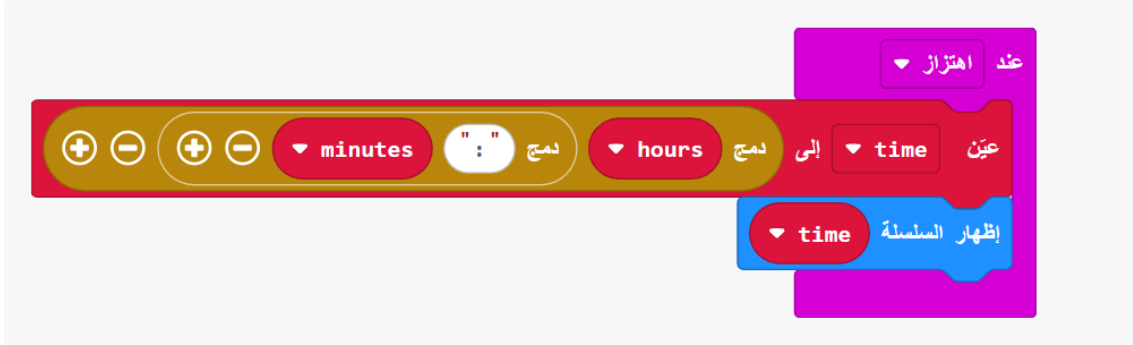 عند اهتزاز
عيّن time إلى دمج hours دمج ":" minutes
إظهار السلسلة time